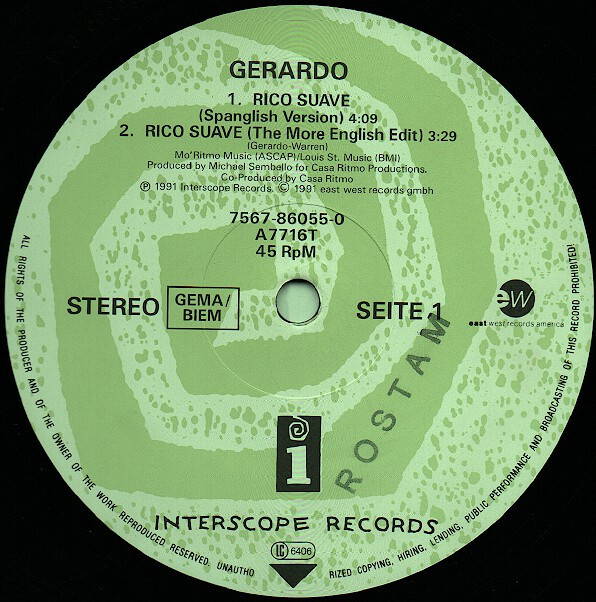 GERARDO
1. RICO SUAVE
(Spanglish Version) 4:09
2. RICO SUAVE (The More English Edit) 3:29
(Gerardo-Warren)
Mo'Ritmo Music (ASCAP)/Louis St. Music (BMI)
Produced by Michael Sembello for Casa Ritmo Productions.
Co-Produced by Casa Ritmo
℗ 1991 Interscope Records. © 1991 east west records gmbh
7567-86055-0
A7716T
45 RpM
STEREO
GEMA/
BIEM
SEITE 1
ew
east west records america
ROSTAM
i
INTERSCOPE RECORDS
LC 6406
ALL RIGHTS OF THE PRODUCER AND OF THE OWNER OF THE WORK REPRODUCED RESERVED. UNAUTHO
RIZED COPYING, HIRING, LENDING, PUBLIC PERFORMANCE AND BROADCASTING OF THIS RECORD PROHIBITED!